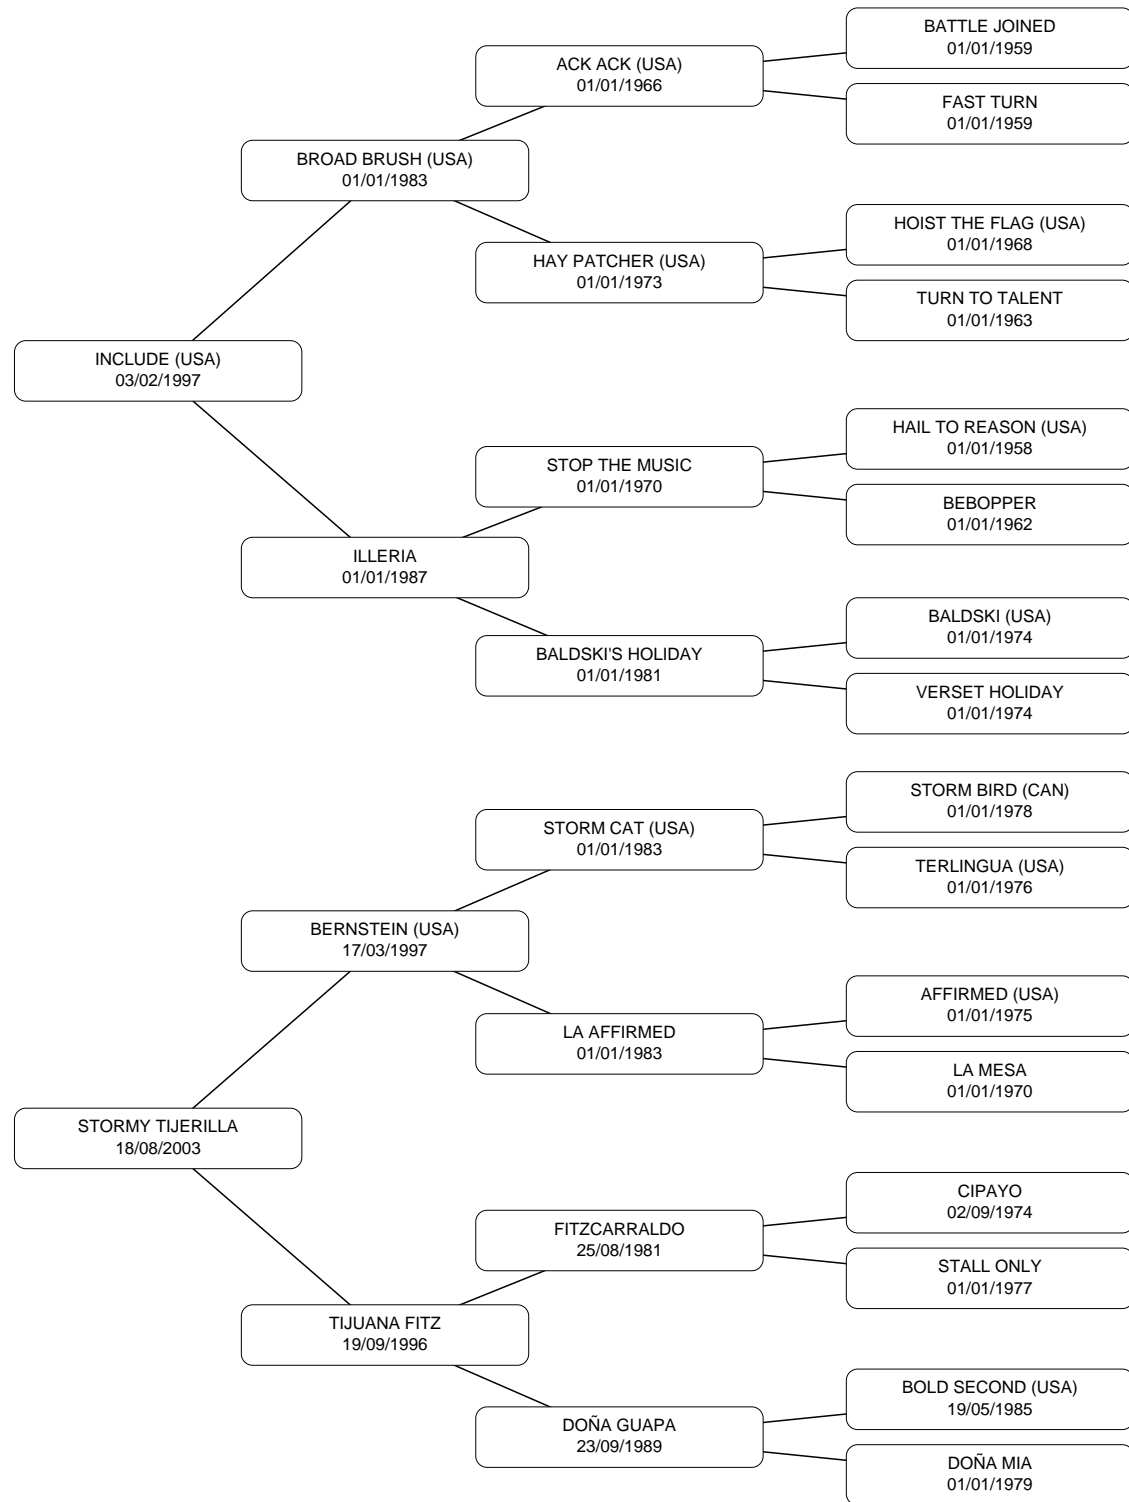 BATTLE JOINED
01/01/1959
ACK ACK (USA)
01/01/1966
FAST TURN
01/01/1959
BROAD BRUSH (USA)
01/01/1983
HOIST THE FLAG (USA)
01/01/1968
HAY PATCHER (USA)
01/01/1973
TURN TO TALENT
01/01/1963
INCLUDE (USA)
03/02/1997
HAIL TO REASON (USA)
01/01/1958
STOP THE MUSIC
01/01/1970
BEBOPPER
01/01/1962
ILLERIA
01/01/1987
BALDSKI (USA)
01/01/1974
BALDSKI'S HOLIDAY
01/01/1981
VERSET HOLIDAY
01/01/1974
STORM BIRD (CAN)
01/01/1978
STORM CAT (USA)
01/01/1983
TERLINGUA (USA)
01/01/1976
BERNSTEIN (USA)
17/03/1997
AFFIRMED (USA)
01/01/1975
LA AFFIRMED
01/01/1983
LA MESA
01/01/1970
STORMY TIJERILLA
18/08/2003
CIPAYO
02/09/1974
FITZCARRALDO
25/08/1981
STALL ONLY
01/01/1977
TIJUANA FITZ
19/09/1996
BOLD SECOND (USA)
19/05/1985
DOÑA GUAPA
23/09/1989
DOÑA MIA
01/01/1979